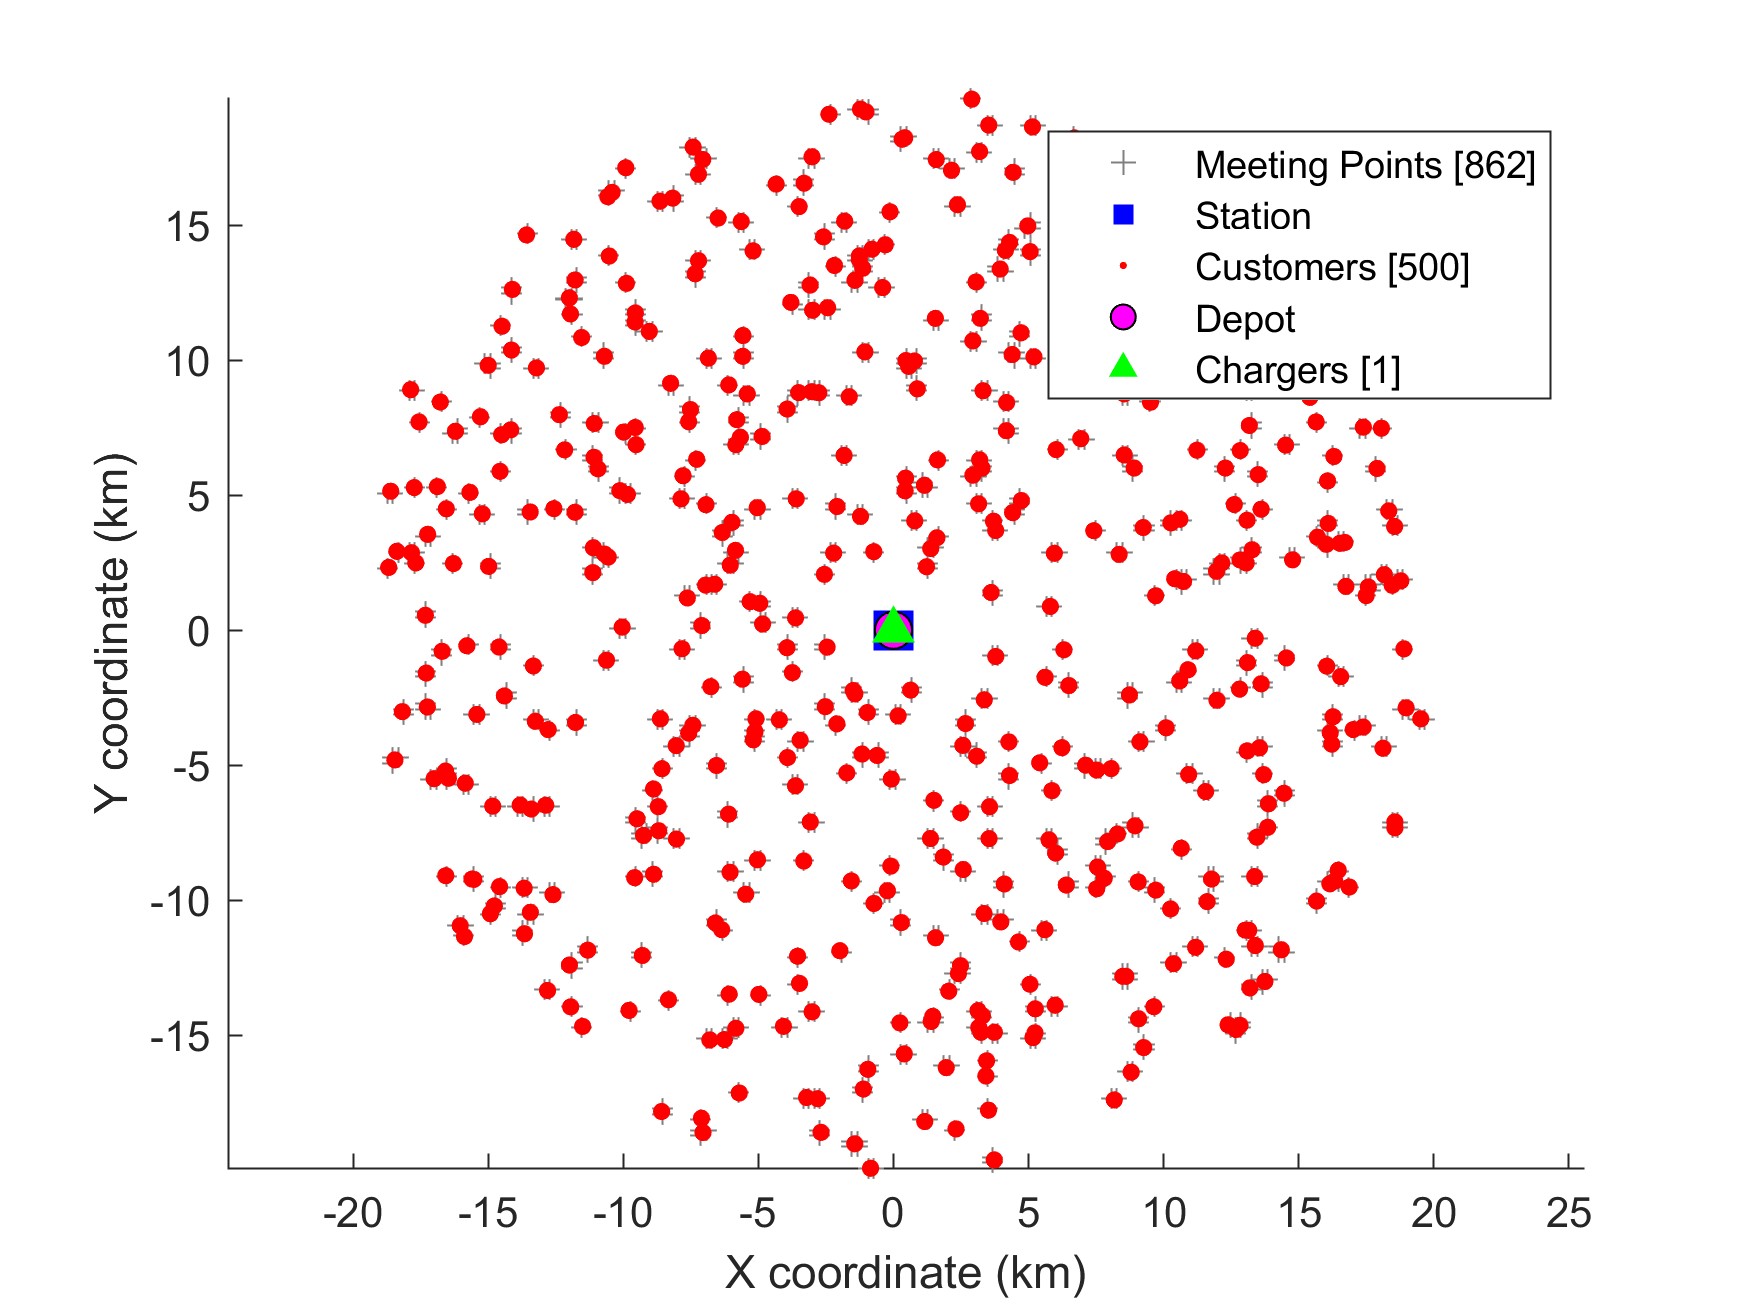 Meeting Points [862]
Station
Customers [500]
Depot
Chargers [1]
15
10
5
0
-5
-10
-15
Y coordinate (km)
-20 -15 -10 -5 0 5 10 15 20 25
X coordinate (km)